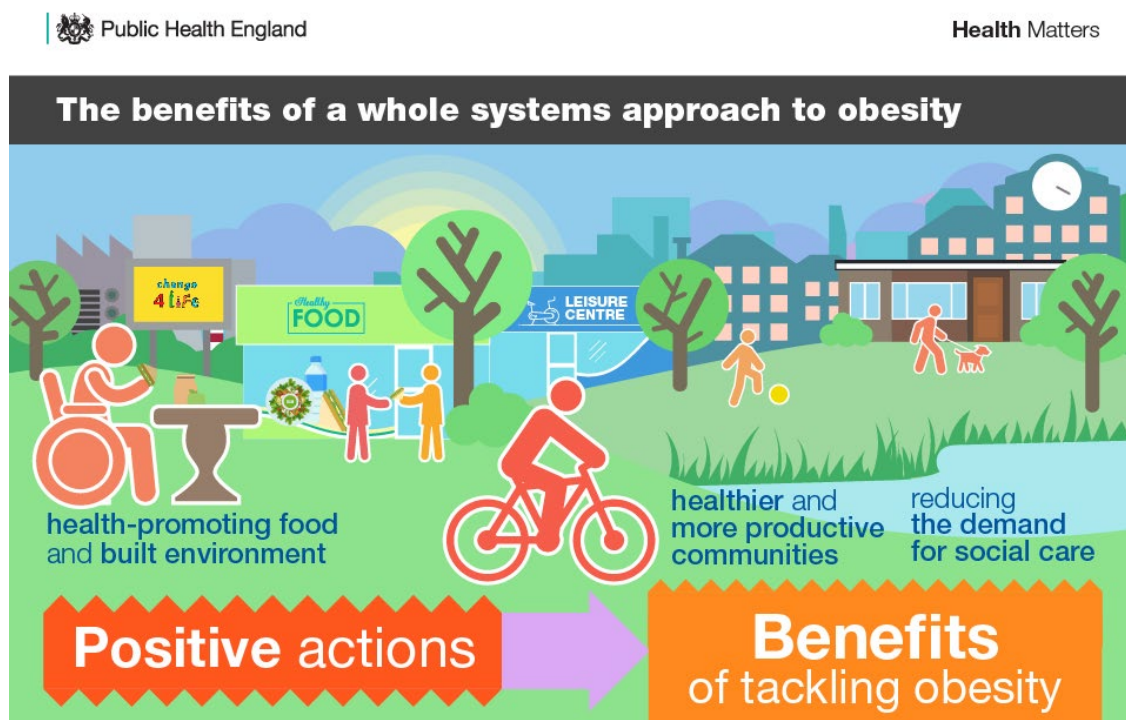 Public Health England
Health Matters
The benefits of a whole systems approach to obesity
change
4 Life
Healthy
FOOD
LEISURE
CENTRE
health-promoting food
and built environment
healthier and
more productive
communities
reducing
the demand
for social care
Positive actions
Benefits
of tackling obesity